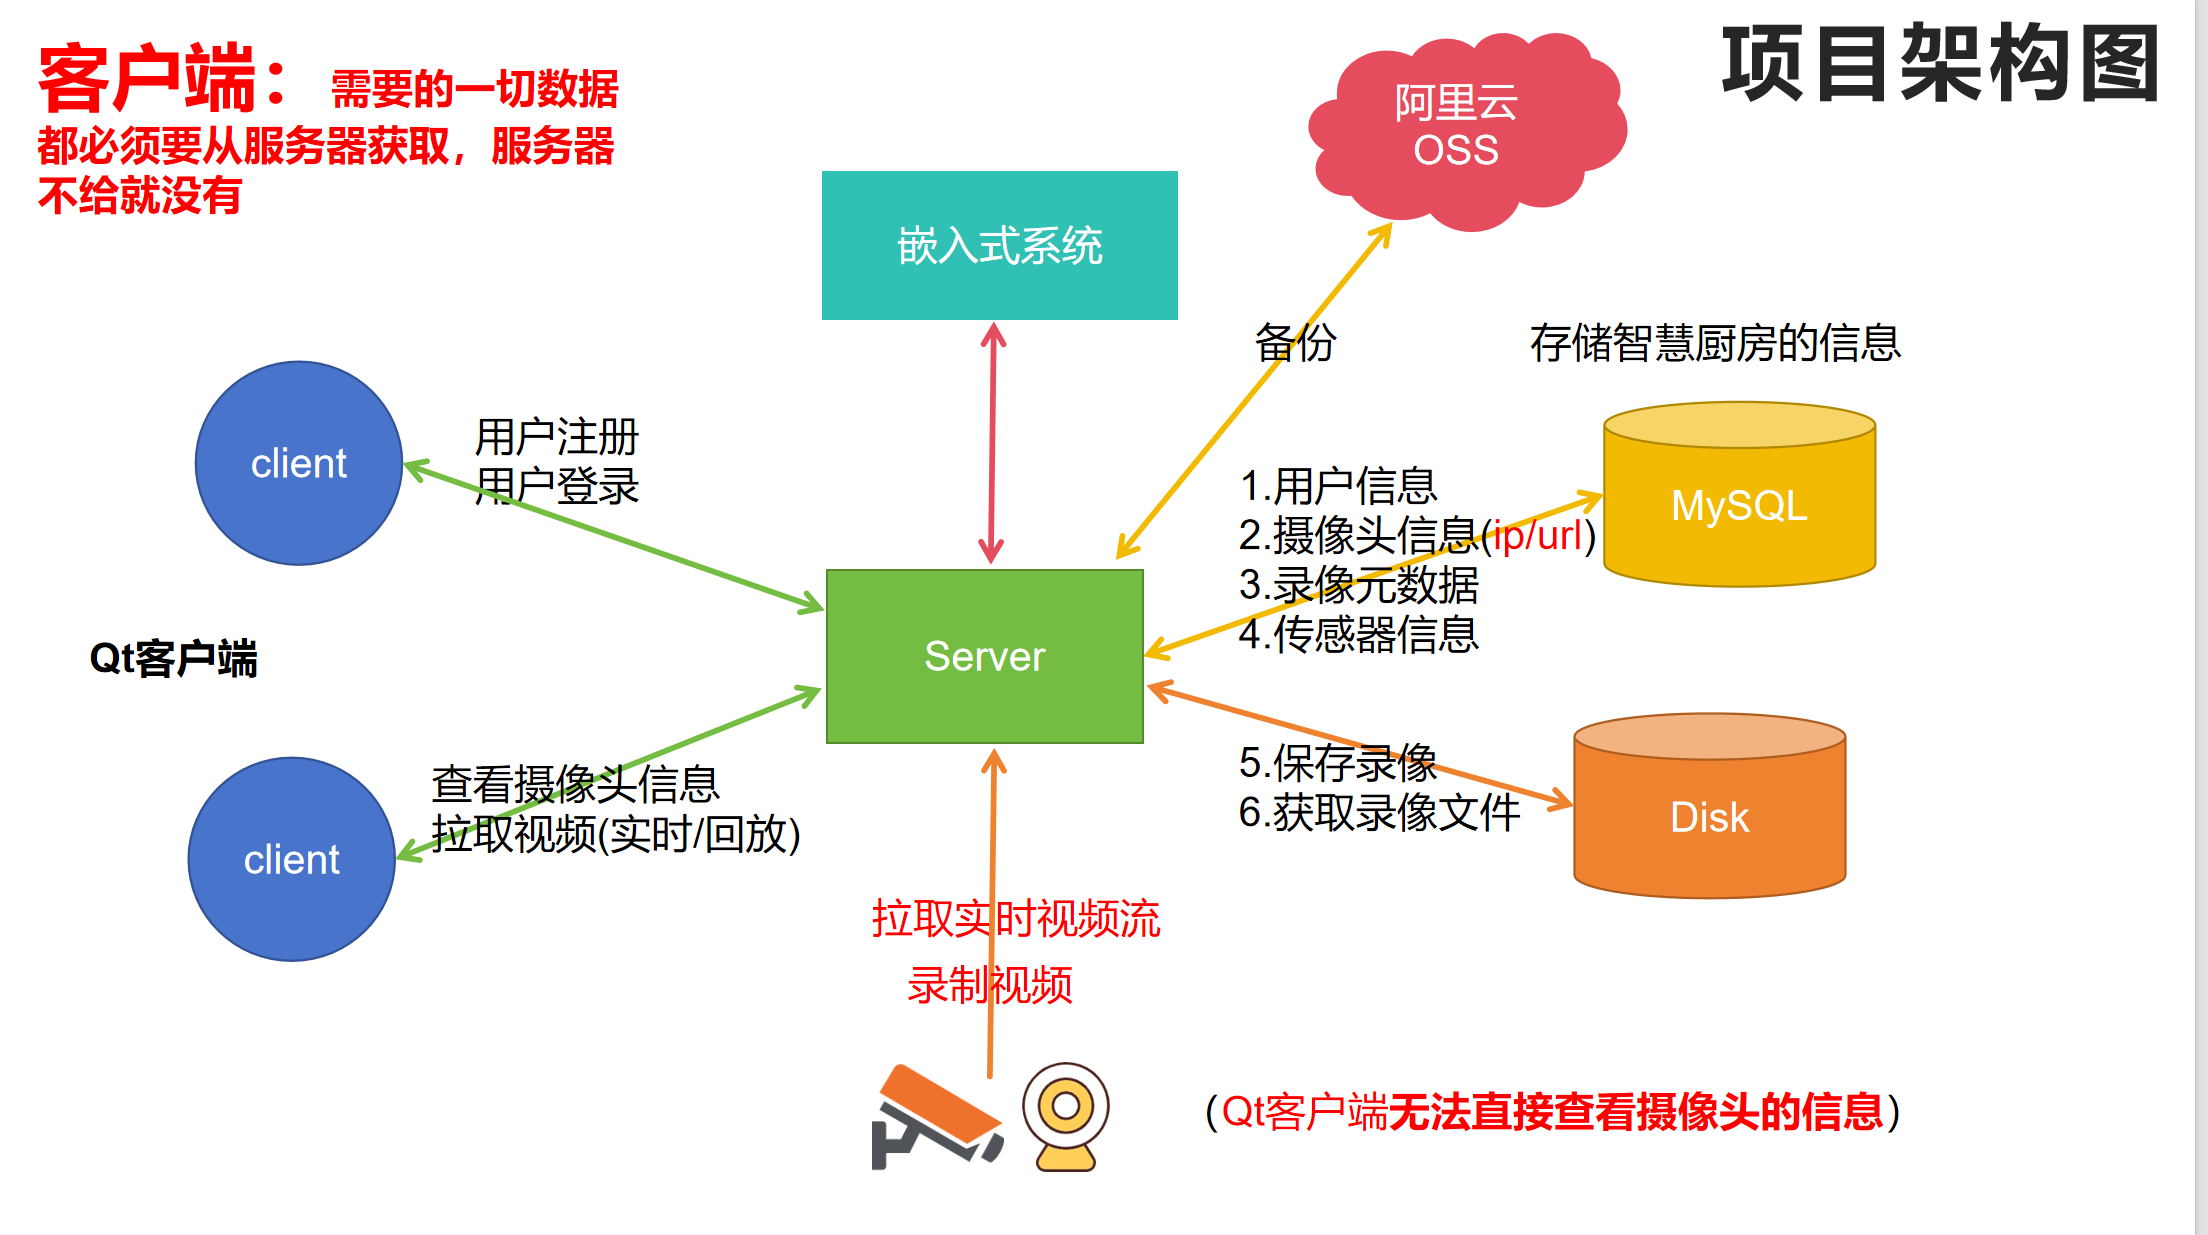 项目架构图
客户端：需要的一切数据
都必须要从服务器获取，服务器
不给就没有
阿里云
OSS
嵌入式系统
备份
存储智慧厨房的信息
client
用户注册
用户登录
1.用户信息
2.摄像头信息(ip/url)
3.录像元数据
4.传感器信息
MySQL
Qt客户端
Server
client
查看摄像头信息
拉取视频(实时/回放)
5.保存录像
6.获取录像文件
Disk
拉取实时视频流
录制视频
（Qt客户端无法直接查看摄像头的信息）